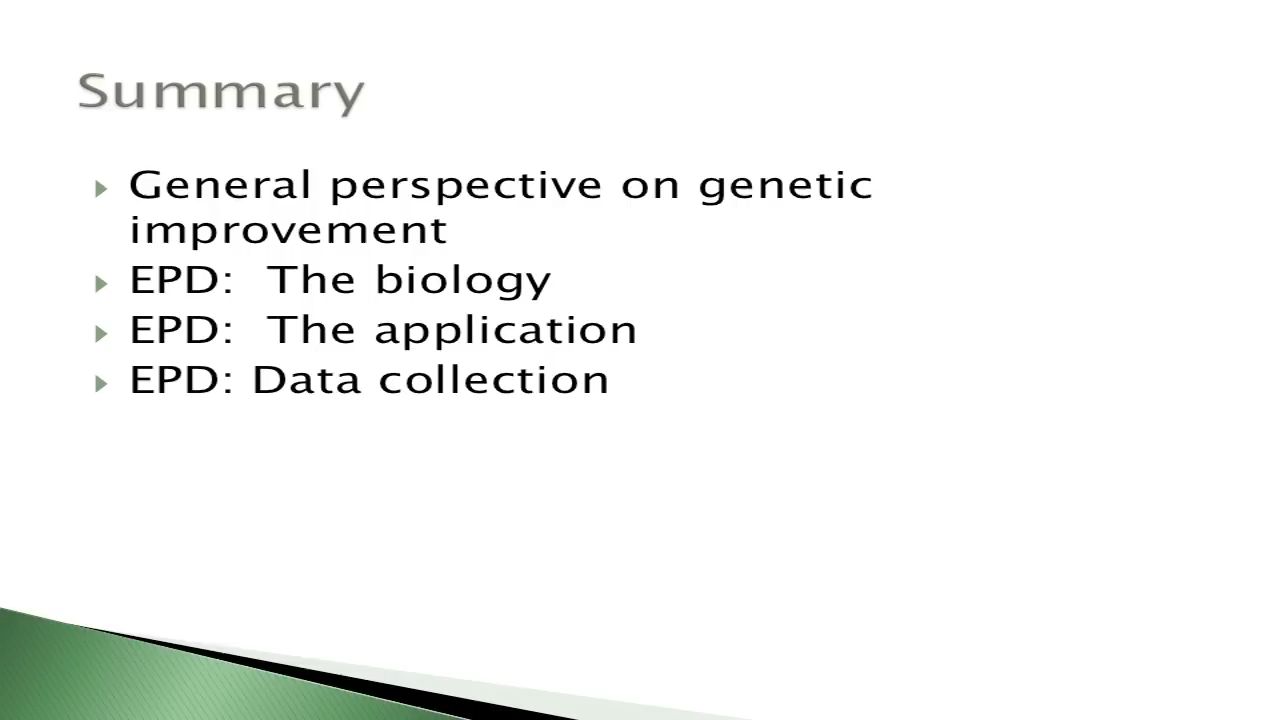 Summary
General perspective on genetic
improvement
EPD:  The biology
EPD:  The application
EPD: Data collection